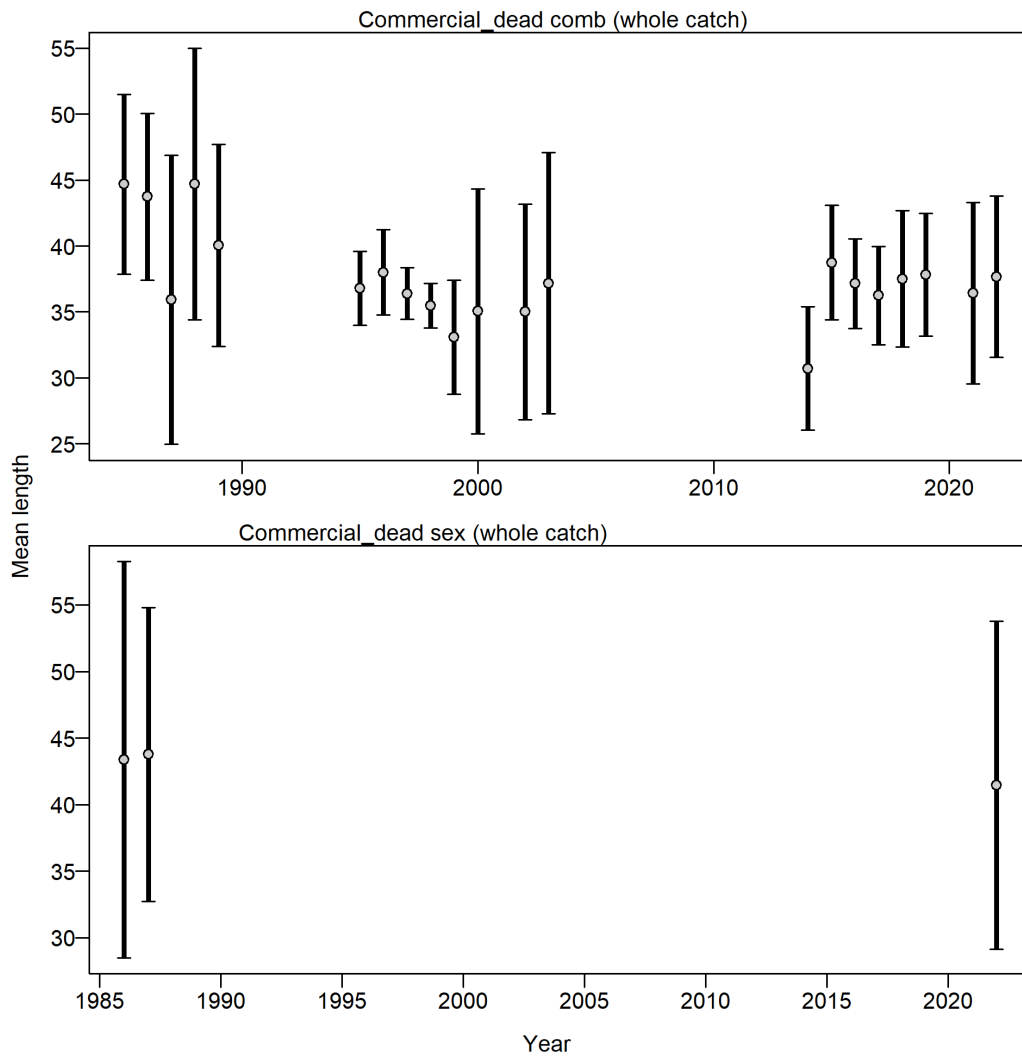 Commercial_dead comb (whole catch)
55
50
45
40
35
30
25
1990 2000 2010 2020
Mean length
Commercial_dead sex (whole catch)
55
50
45
40
35
30
1985 1990 1995 2000 2005 2010 2015 2020
Year